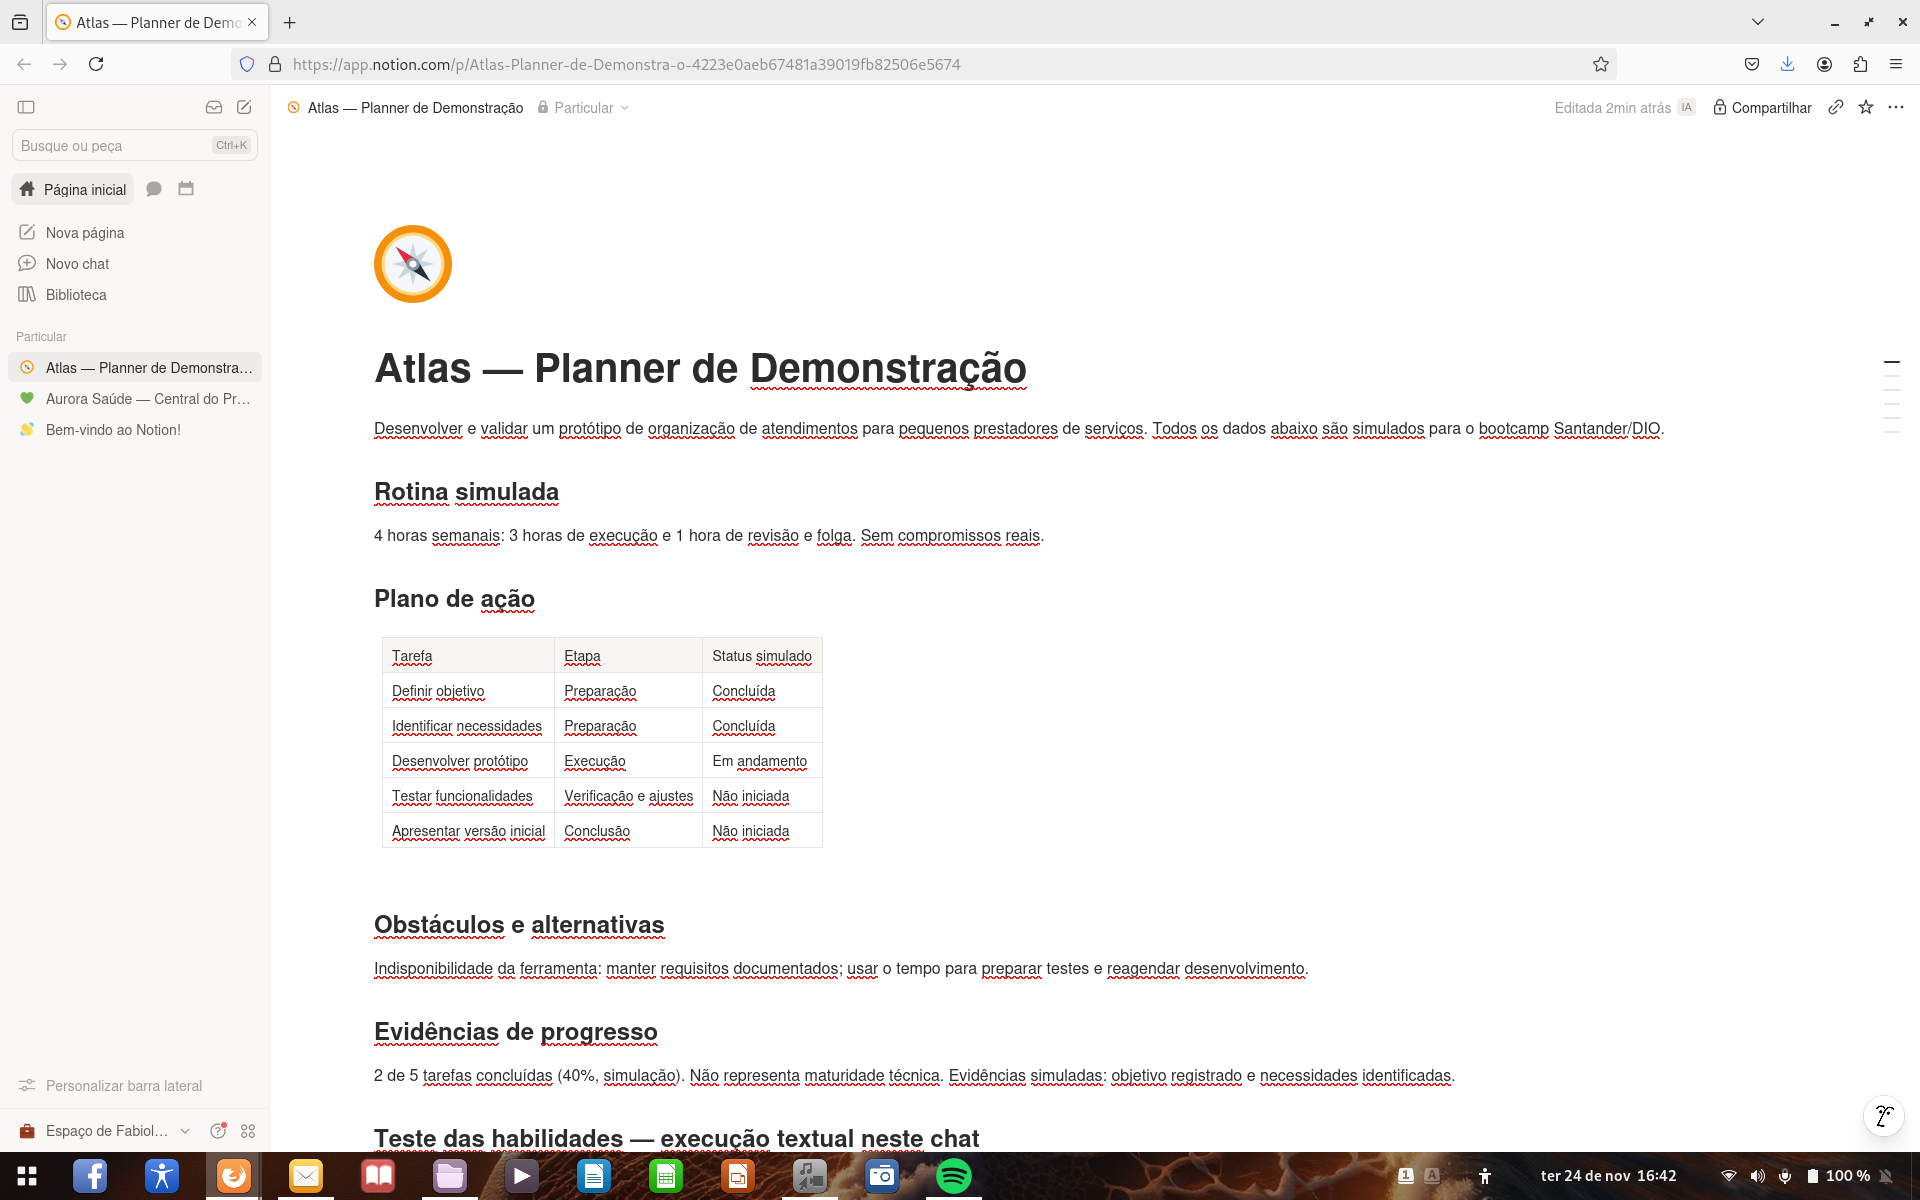 Atlas — Planner de Demo
https://app.notion.com/p/Atlas-Planner-de-Demonstra-o-4223e0aeb67481a39019fb82506e5674
Atlas — Planner de Demonstração
Particular
Editada 2min atrás
IA
Compartilhar
Busque ou peça
Ctrl+K
Página inicial
Nova página
Novo chat
Biblioteca
Particular
Atlas — Planner de Demonstra…
Aurora Saúde — Central do Pr…
Bem-vindo ao Notion!
Personalizar barra lateral
Espaço de Fabiol…
Atlas — Planner de Demonstração
Desenvolver e validar um protótipo de organização de atendimentos para pequenos prestadores de serviços. Todos os dados abaixo são simulados para o bootcamp Santander/DIO.
Rotina simulada
4 horas semanais: 3 horas de execução e 1 hora de revisão e folga. Sem compromissos reais.
Plano de ação
Tarefa Etapa Status simulado
Definir objetivo Preparação Concluída
Identificar necessidades Preparação Concluída
Desenvolver protótipo Execução Em andamento
Testar funcionalidades Verificação e ajustes Não iniciada
Apresentar versão inicial Conclusão Não iniciada
Obstáculos e alternativas
Indisponibilidade da ferramenta: manter requisitos documentados; usar o tempo para preparar testes e reagendar desenvolvimento.
Evidências de progresso
2 de 5 tarefas concluídas (40%, simulação). Não representa maturidade técnica. Evidências simuladas: objetivo registrado e necessidades identificadas.
Teste das habilidades — execução textual neste chat
1
A
ter 24 de nov 16:42
100 %